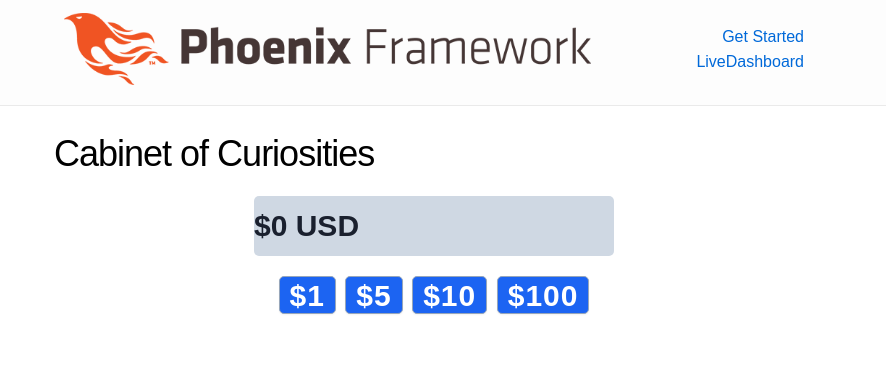 Phoenix Framework
Get Started
LiveDashboard
Cabinet of Curiosities
$0 USD
$1 $5 $10 $100